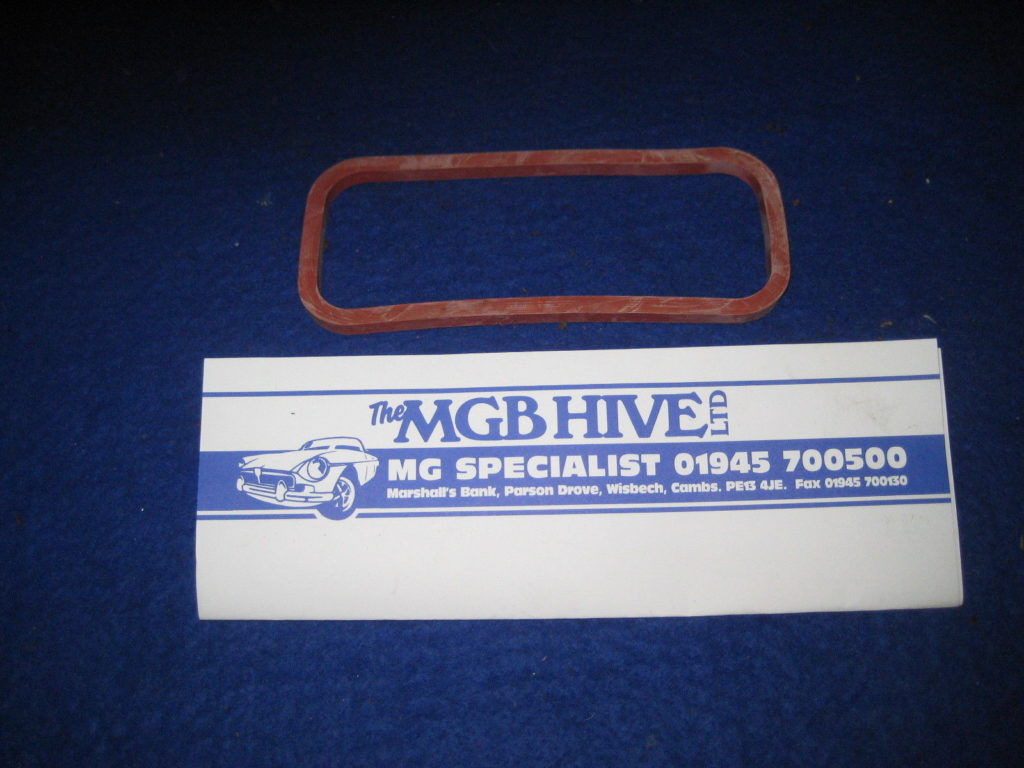 The MGB HIVE LTD
MG SPECIALIST 01945 700500
Marshall's Bank, Parson Drove, Wisbech, Cambs. PE13 4JE. Fax 01945 700130